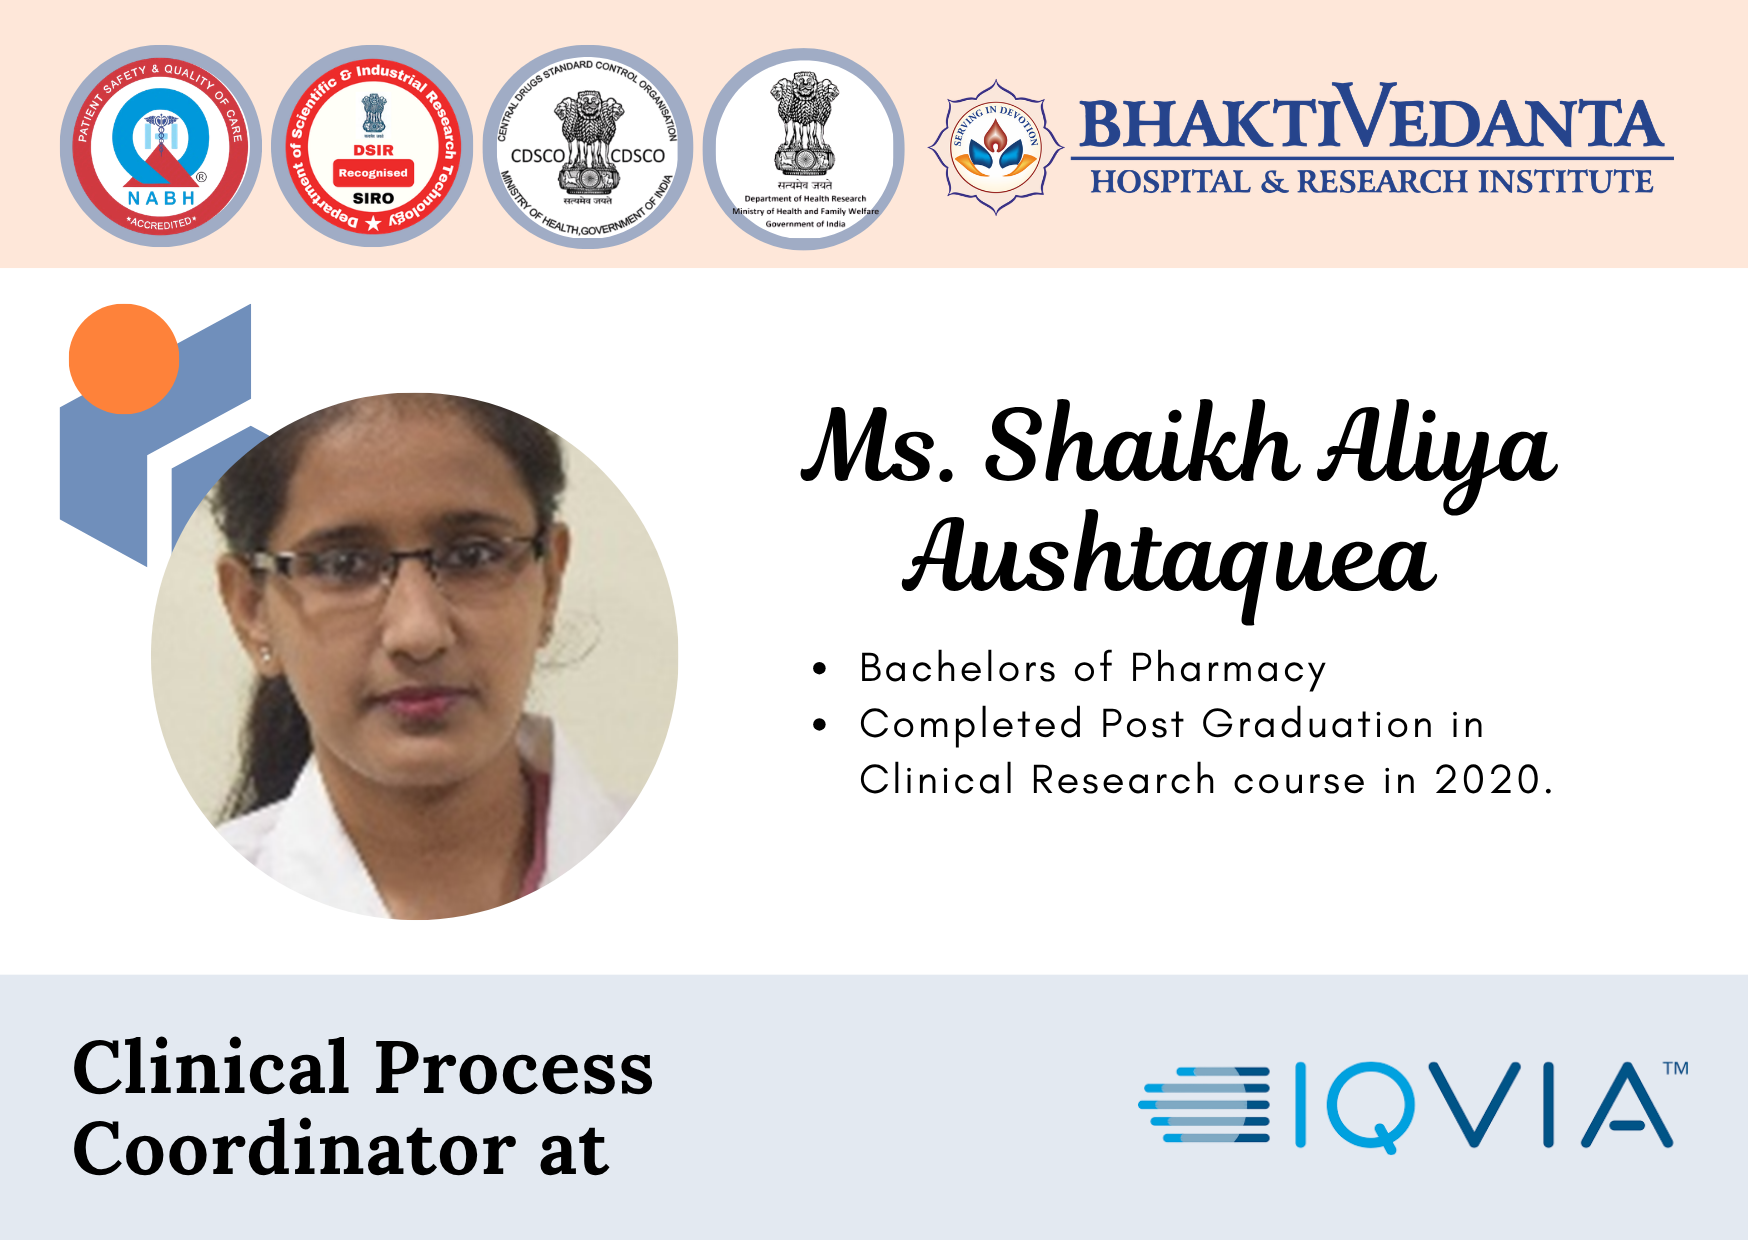 PATIENT SAFETY & QUALITY OF CARE
NABH
®
*ACCREDITED*
Department of Scientific & Industrial Research Technology
DSIR
Recognised
SIRO
CENTRAL DRUGS STANDARD CONTROL ORGANISATION
CDSCO CDSCO
सत्यमेव जयते
MINISTRY OF HEALTH,GOVERNMENT OF INDIA
सत्यमेव जयते
Department of Health Research
Ministry of Health and Family Welfare
Government of India
SERVING IN DEVOTION
BHAKTIVEDANTA
HOSPITAL & RESEARCH INSTITUTE
Ms. Shaikh Aliya
Aushtaquea
• Bachelors of Pharmacy
• Completed Post Graduation in
Clinical Research course in 2020.
Clinical Process
Coordinator at
IQVIA™